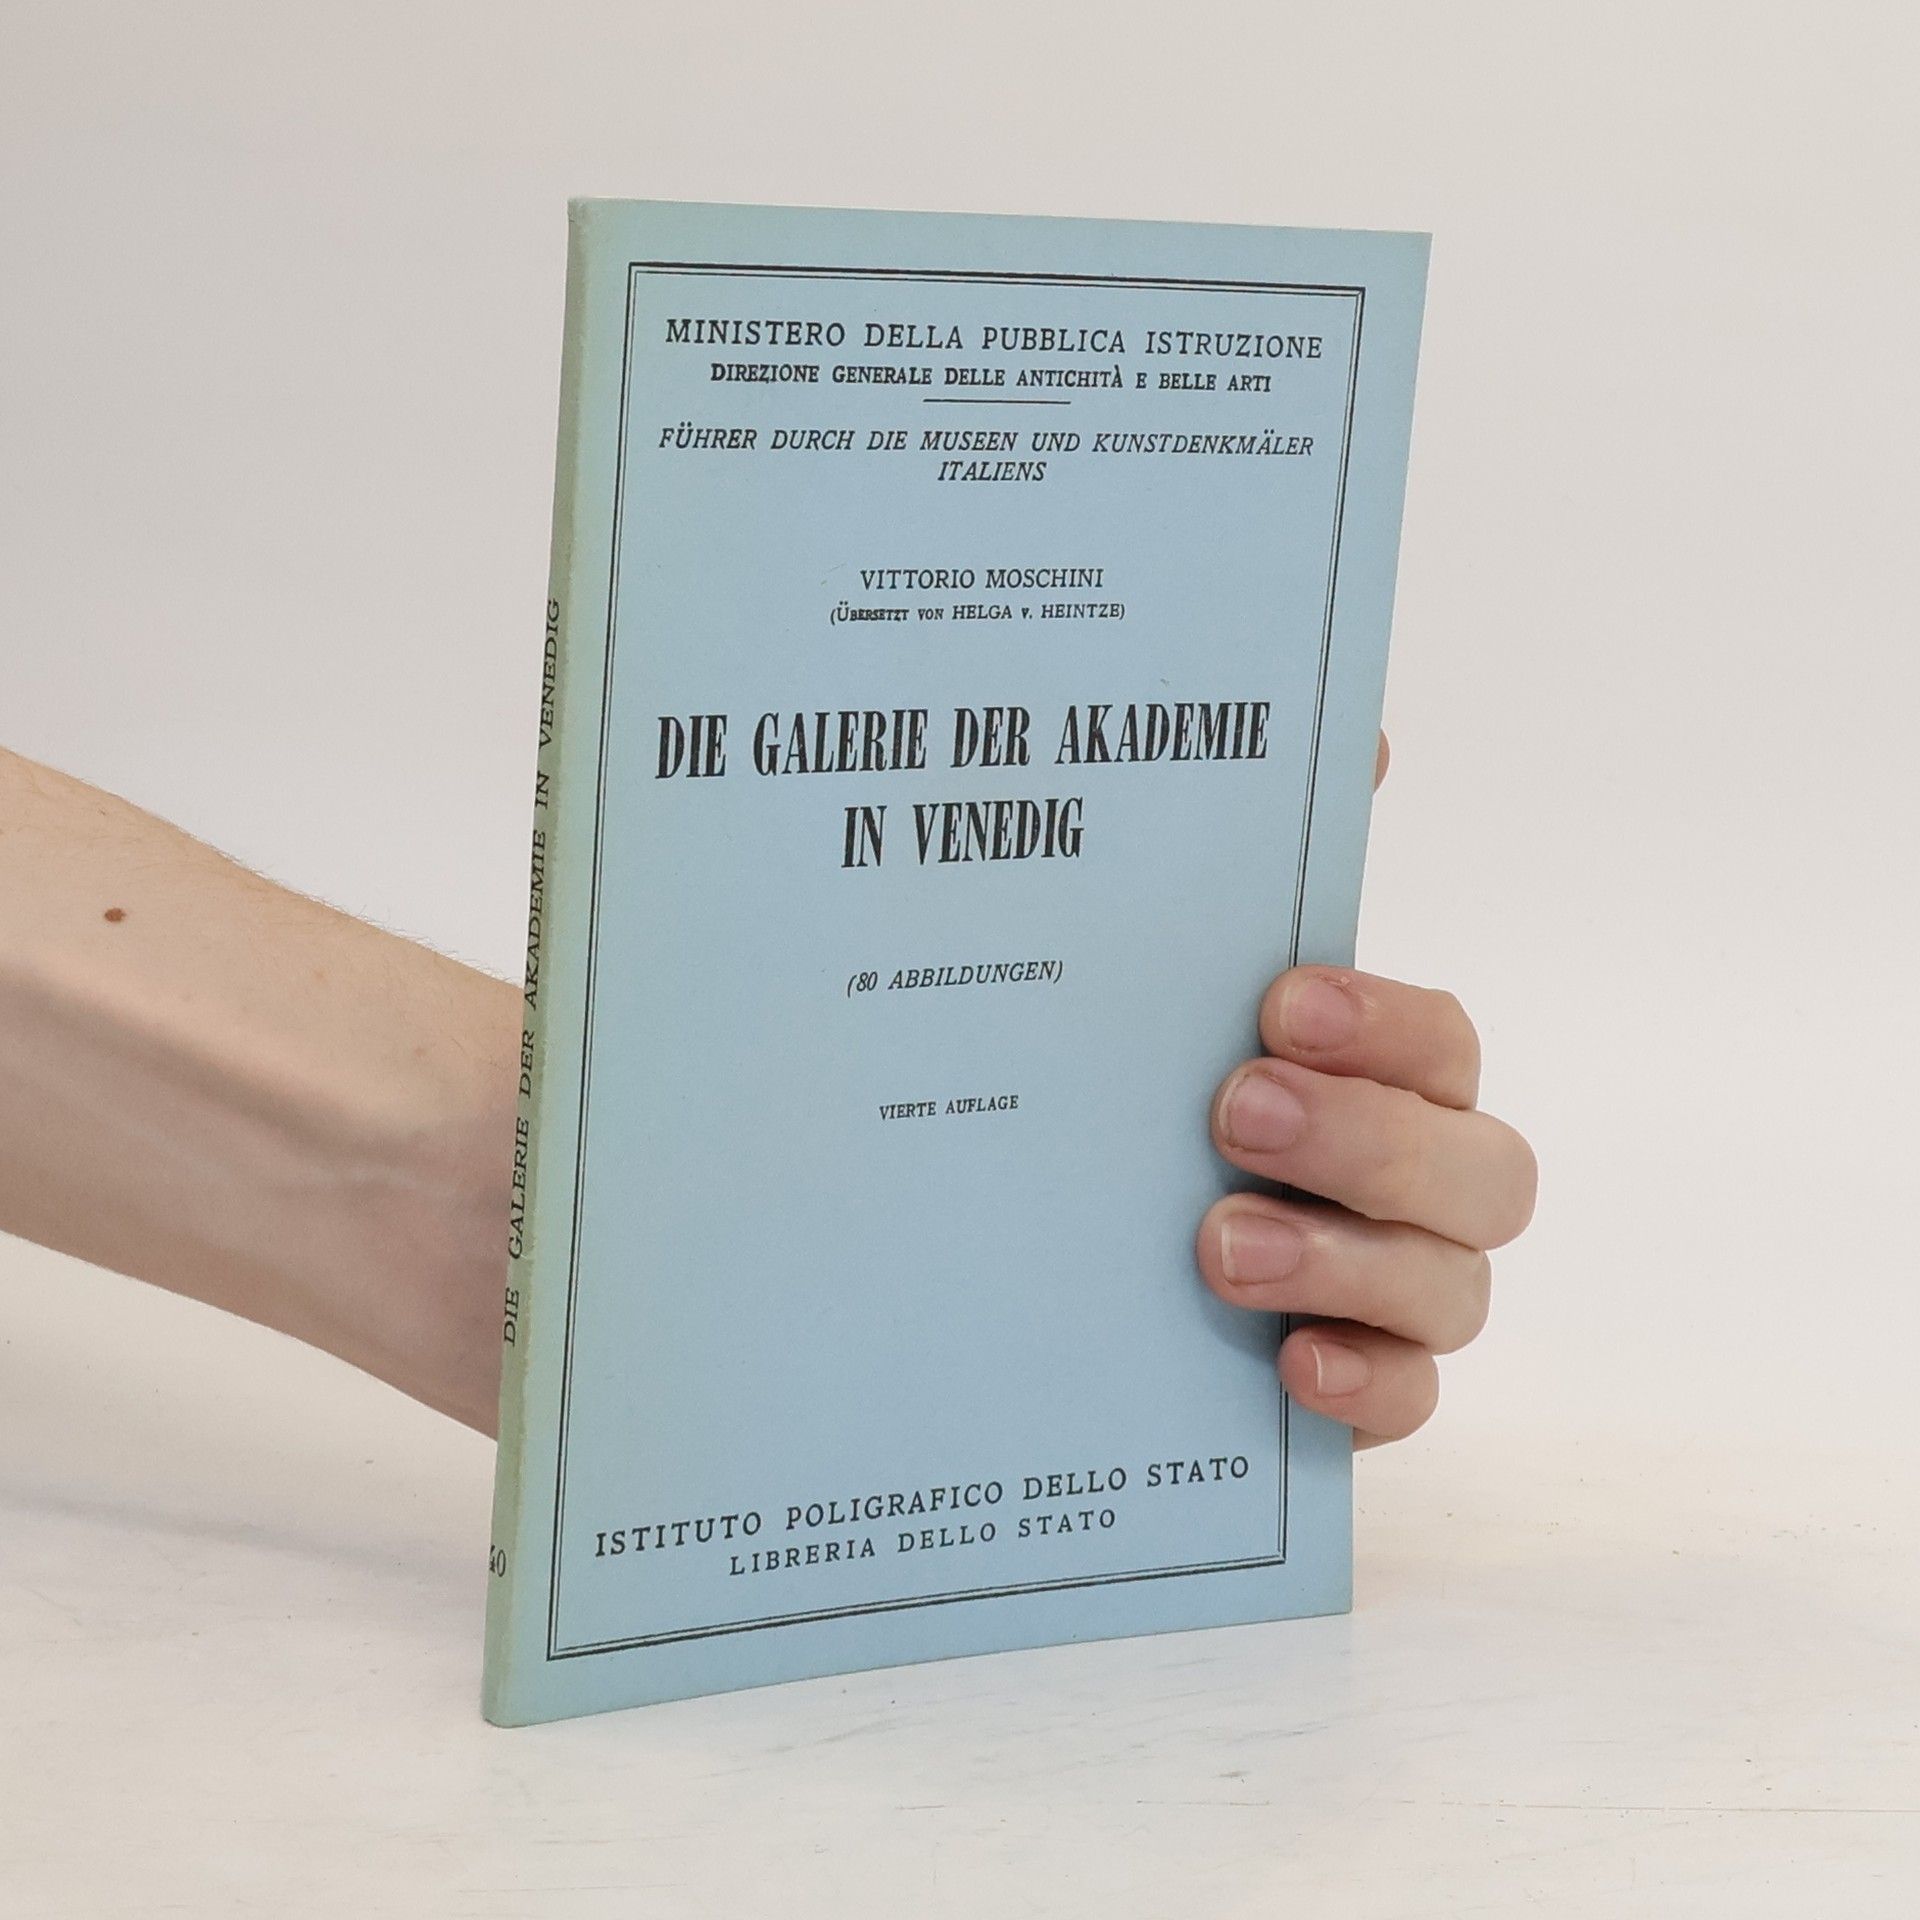 MINISTERO DELLA PUBBLICA ISTRUZIONE
DIREZIONE GENERALE DELLE ANTICHITÀ E BELLE ARTI
FÜHRER DURCH DIE MUSEEN UND KUNSTDENKMÄLER
ITALIENS
VITTORIO MOSCHINI
(ÜBERSETZT VON HELGA v. HEINTZE)
DIE GALERIE DER AKADEMIE
IN VENEDIG
(80 ABBILDUNGEN)
VIERTE AUFLAGE
ISTITUTO POLIGRAFICO DELLO STATO
LIBRERIA DELLO STATO
DIE GALERIE DER AKADEMIE IN VENEDIG
40